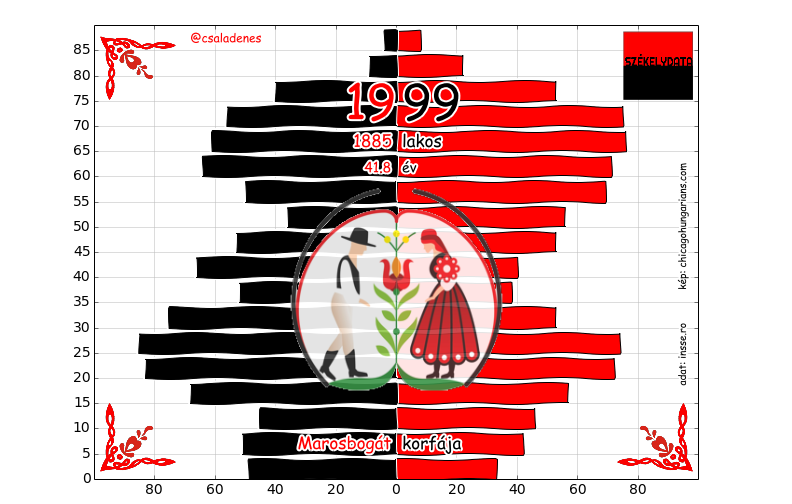 @csaladenes
SZÉKELYDATA
1999
1885 lakos
41.8 év
kép: chicagohungarians.com
adat: insse.ro
Marosbogát korfája
85
80
75
70
65
60
55
50
45
40
35
30
25
20
15
10
5
0
80 60 40 20 0 20 40 60 80